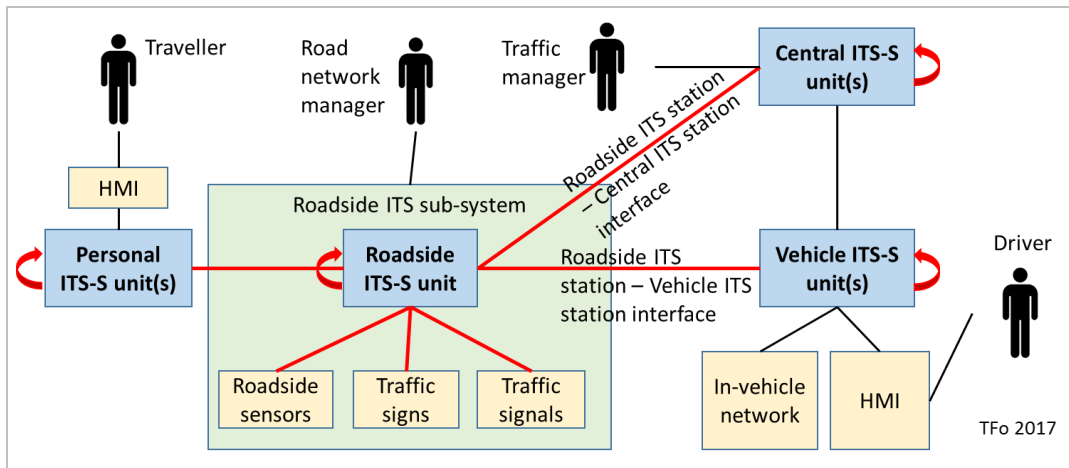 Traveller
Road
network
manager
Traffic
manager
Central ITS-S
unit(s)
Roadside ITS station
– Central ITS station
interface
HMI
Roadside ITS sub-system
Personal
ITS-S unit(s)
Roadside
ITS-S unit
Roadside ITS
station – Vehicle ITS
station interface
Vehicle ITS-S
unit(s)
Driver
Roadside
sensors
Traffic
signs
Traffic
signals
In-vehicle
network
HMI
TFo 2017